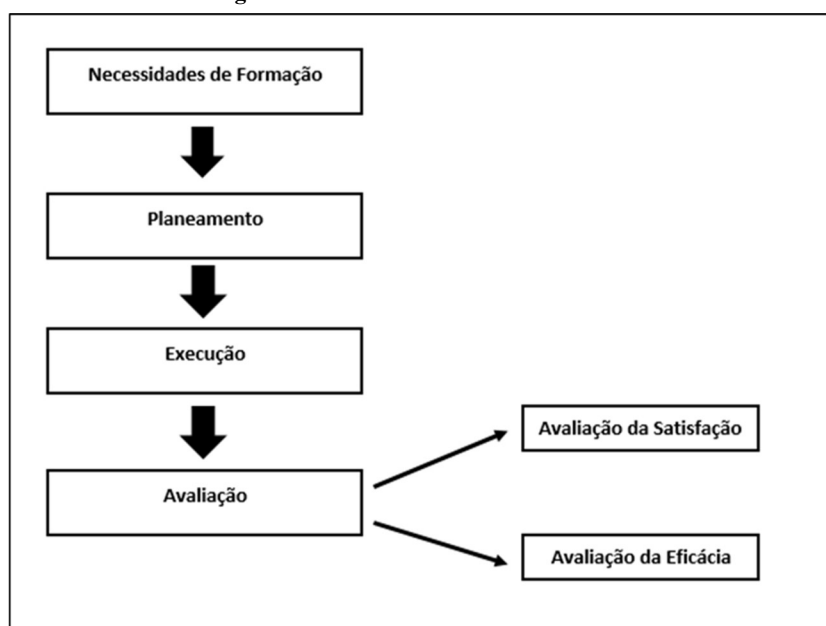 Necessidades de Formação
Planeamento
Execução
Avaliação
Avaliação da Satisfação
Avaliação da Eficácia